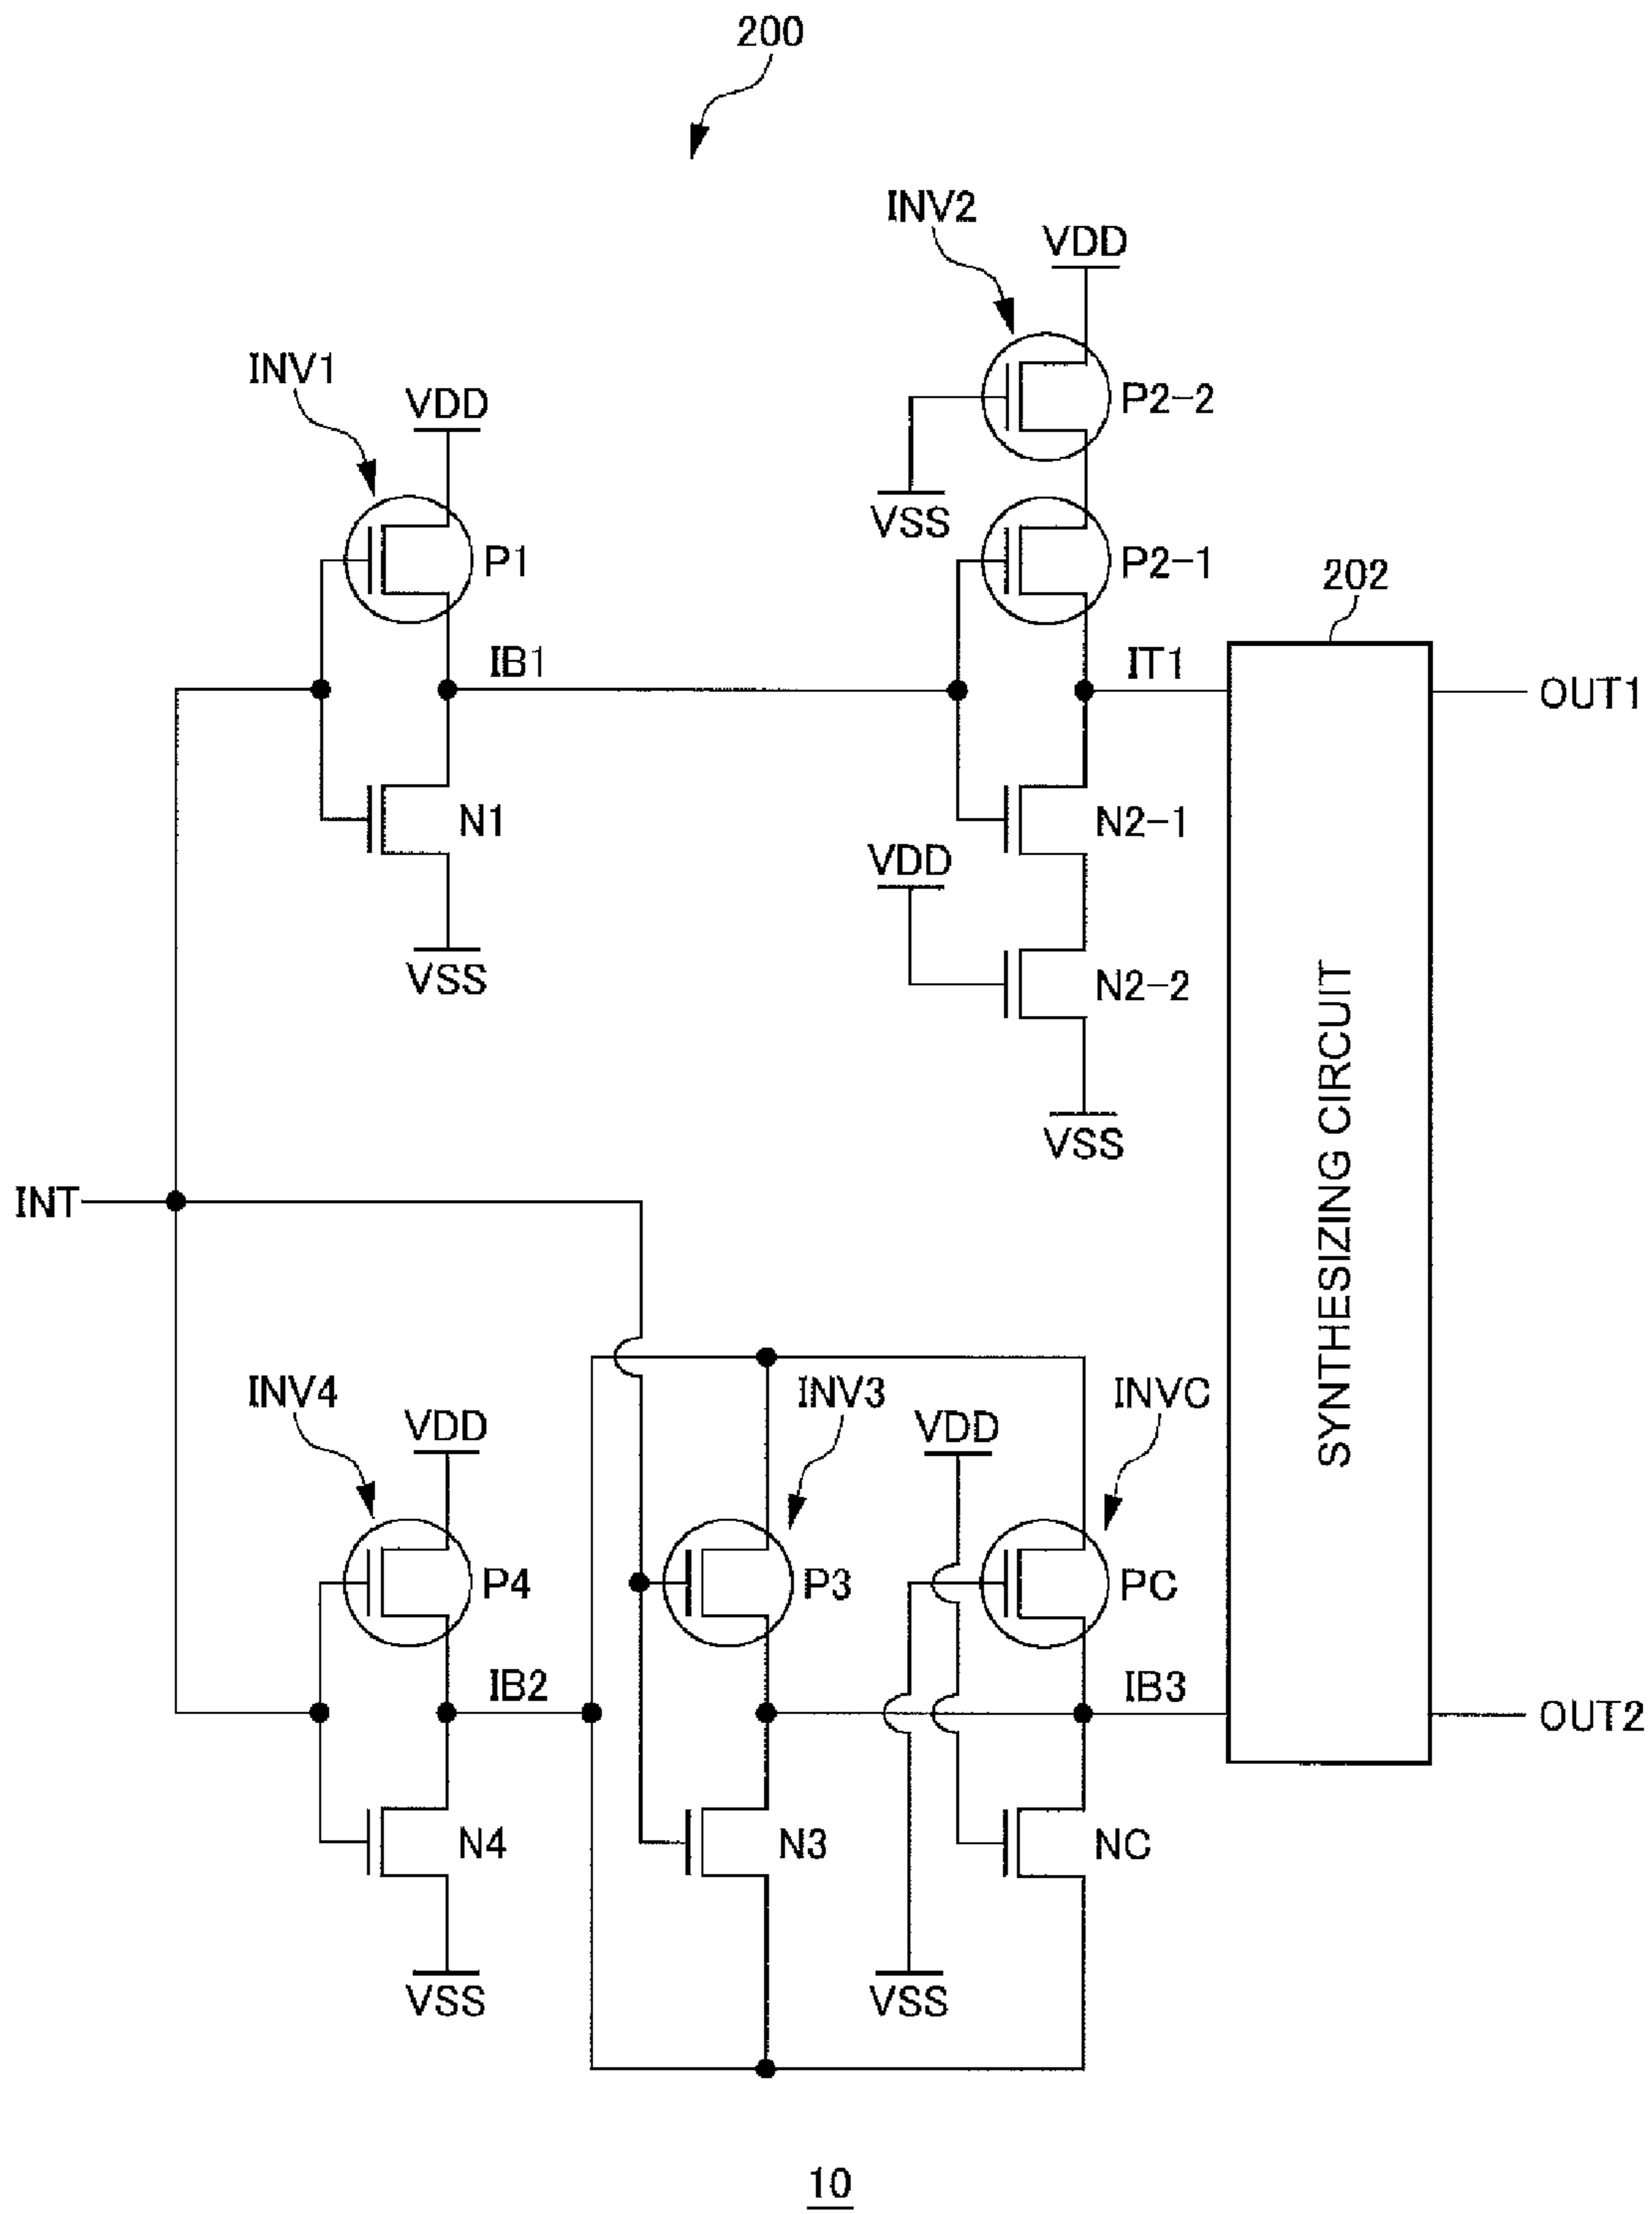 200
INV2
VDD
INV1
VDD
P2-2
VSS
P1
P2-1
202
IB1
IT1
OUT1
N1
N2-1
VDD
VSS
N2-2
VSS
SYNTHESIZING CIRCUIT
INT
INV4
VDD
INV3
VDD
INVC
P4
P3
PC
IB2
IB3
OUT2
N4
N3
NC
VSS
VSS
10